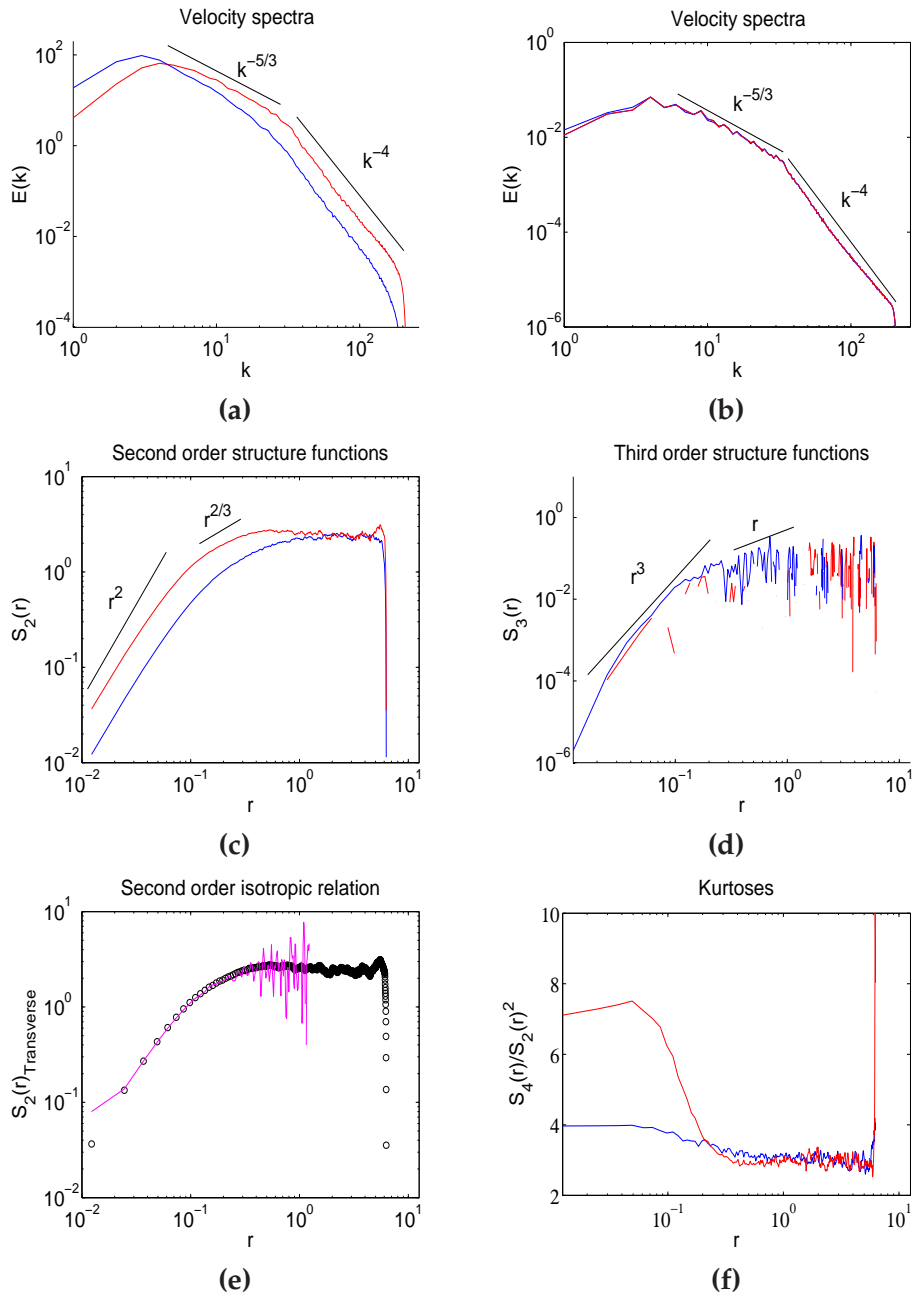 Velocity spectra
10^2
10^0
10^{-2}
10^{-4}
E(k)
k^{-5/3}
k^{-4}
10^0
10^1
10^2
k
(a)
Velocity spectra
10^0
10^{-2}
10^{-4}
10^{-6}
E(k)
k^{-5/3}
k^{-4}
10^0
10^1
10^2
k
(b)
Second order structure functions
10^1
10^0
10^{-1}
10^{-2}
S_2(r)
r^{2/3}
r^2
10^{-2}
10^{-1}
10^0
10^1
r
(c)
Third order structure functions
10^0
10^{-2}
10^{-4}
10^{-6}
S_3(r)
r
r^3
10^{-1}
10^0
10^1
r
(d)
Second order isotropic relation
10^1
10^0
10^{-1}
10^{-2}
S_2(r)_{Transverse}
10^{-2}
10^{-1}
10^0
10^1
r
(e)
Kurtoses
10
8
6
4
2
S_4(r)/S_2(r)^2
10^{-1}
10^0
10^1
r
(f)